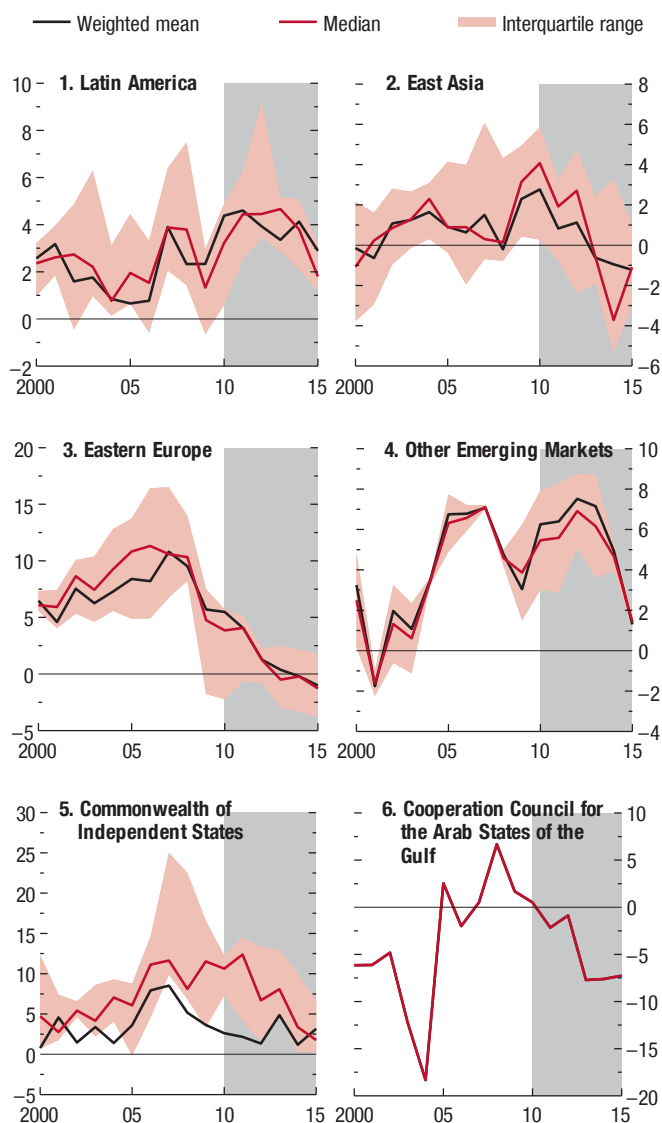 Weighted mean Median Interquartile range
1. Latin America
10
8
6
4
2
0
−2
2000 05 10 15
2. East Asia
8
6
4
2
0
−2
−4
−6
2000 05 10 15
3. Eastern Europe
20
15
10
5
0
−5
2000 05 10 15
4. Other Emerging Markets
10
8
6
4
2
0
−2
−4
2000 05 10 15
5. Commonwealth of
Independent States
30
25
20
15
10
5
0
−5
2000 05 10 15
6. Cooperation Council for
the Arab States of the
Gulf
10
5
0
−5
−10
−15
−20
2000 05 10 15